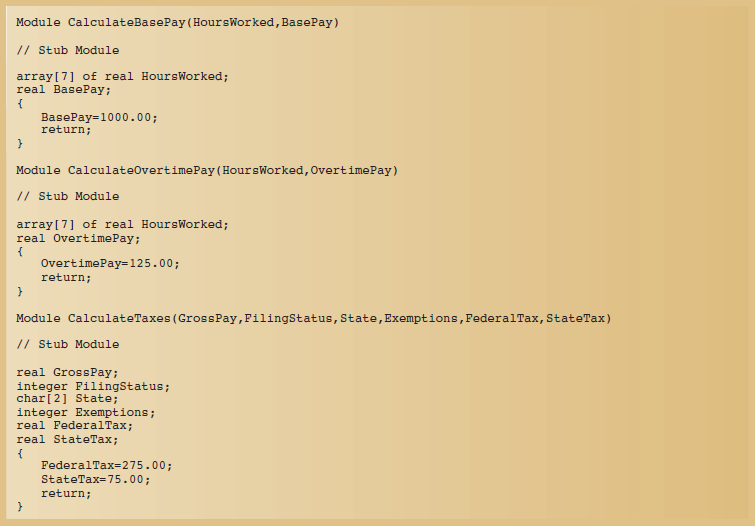 Module CalculateBasePay(HoursWorked,BasePay)
// Stub Module
array[7] of real HoursWorked;
real BasePay;
{
BasePay=1000.00;
return;
}
Module CalculateOvertimePay(HoursWorked,OvertimePay)
// Stub Module
array[7] of real HoursWorked;
real OvertimePay;
{
OvertimePay=125.00;
return;
}
Module CalculateTaxes(GrossPay,FilingStatus,State,Exemptions,FederalTax,StateTax)
// Stub Module
real GrossPay;
integer FilingStatus;
char[2] State;
integer Exemptions;
real FederalTax;
real StateTax;
{
FederalTax=275.00;
StateTax=75.00;
return;
}